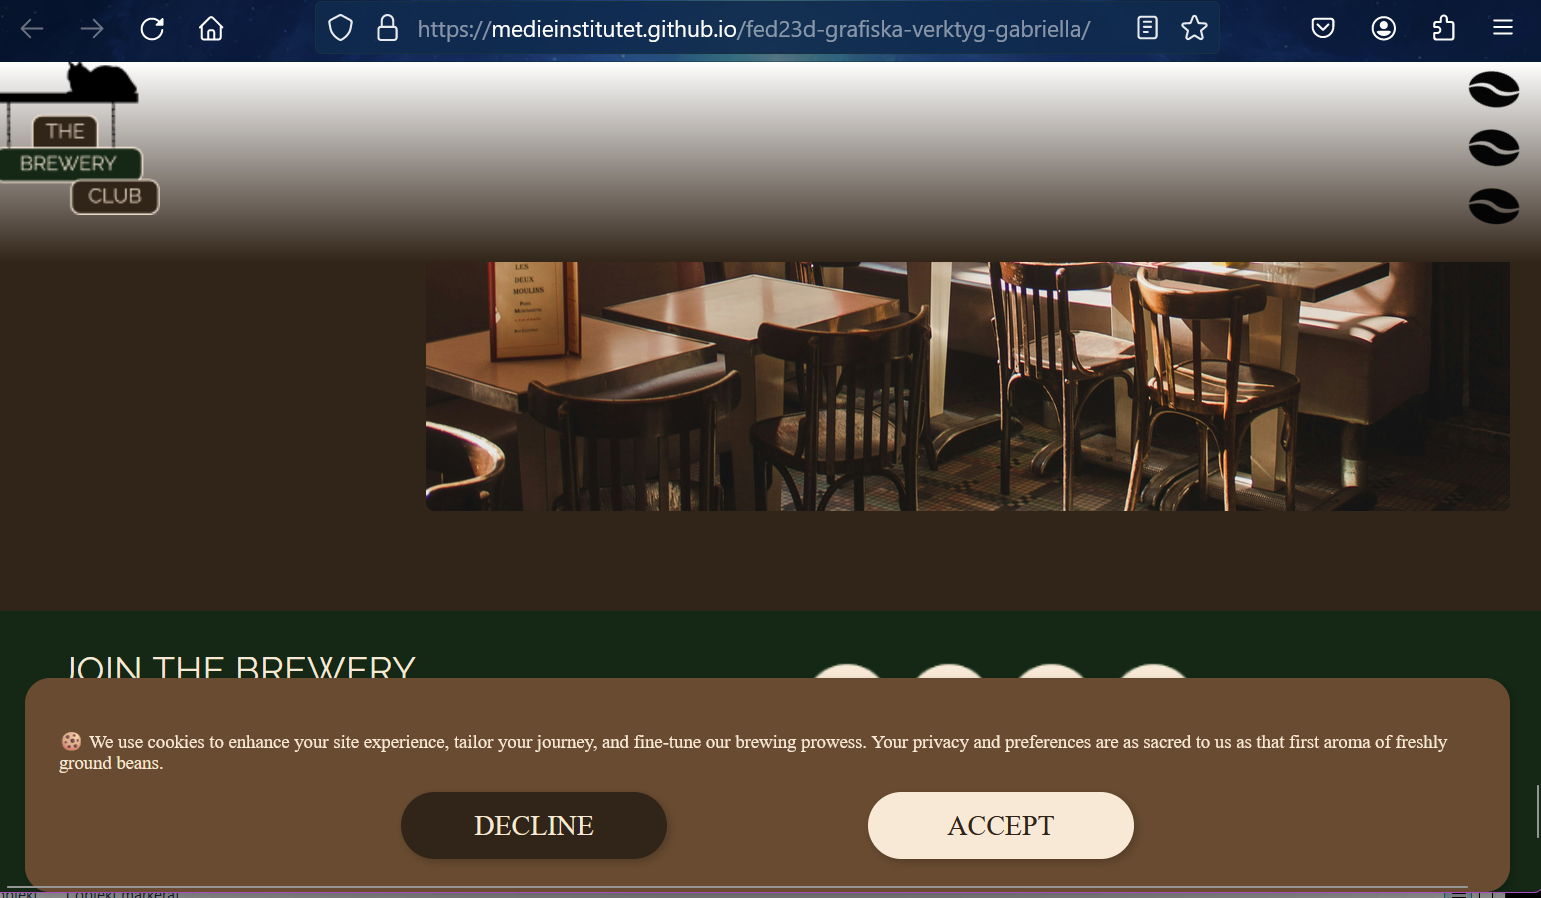 https://medieinstitutet.github.io/fed23d-grafiska-verktyg-gabriella/
THE
BREWERY
CLUB
LES
DEUX
MOULINS
JOIN THE BREWERY
🍪 We use cookies to enhance your site experience, tailor your journey, and fine-tune our brewing prowess. Your privacy and preferences are as sacred to us as that first aroma of freshly
ground beans.
DECLINE
ACCEPT